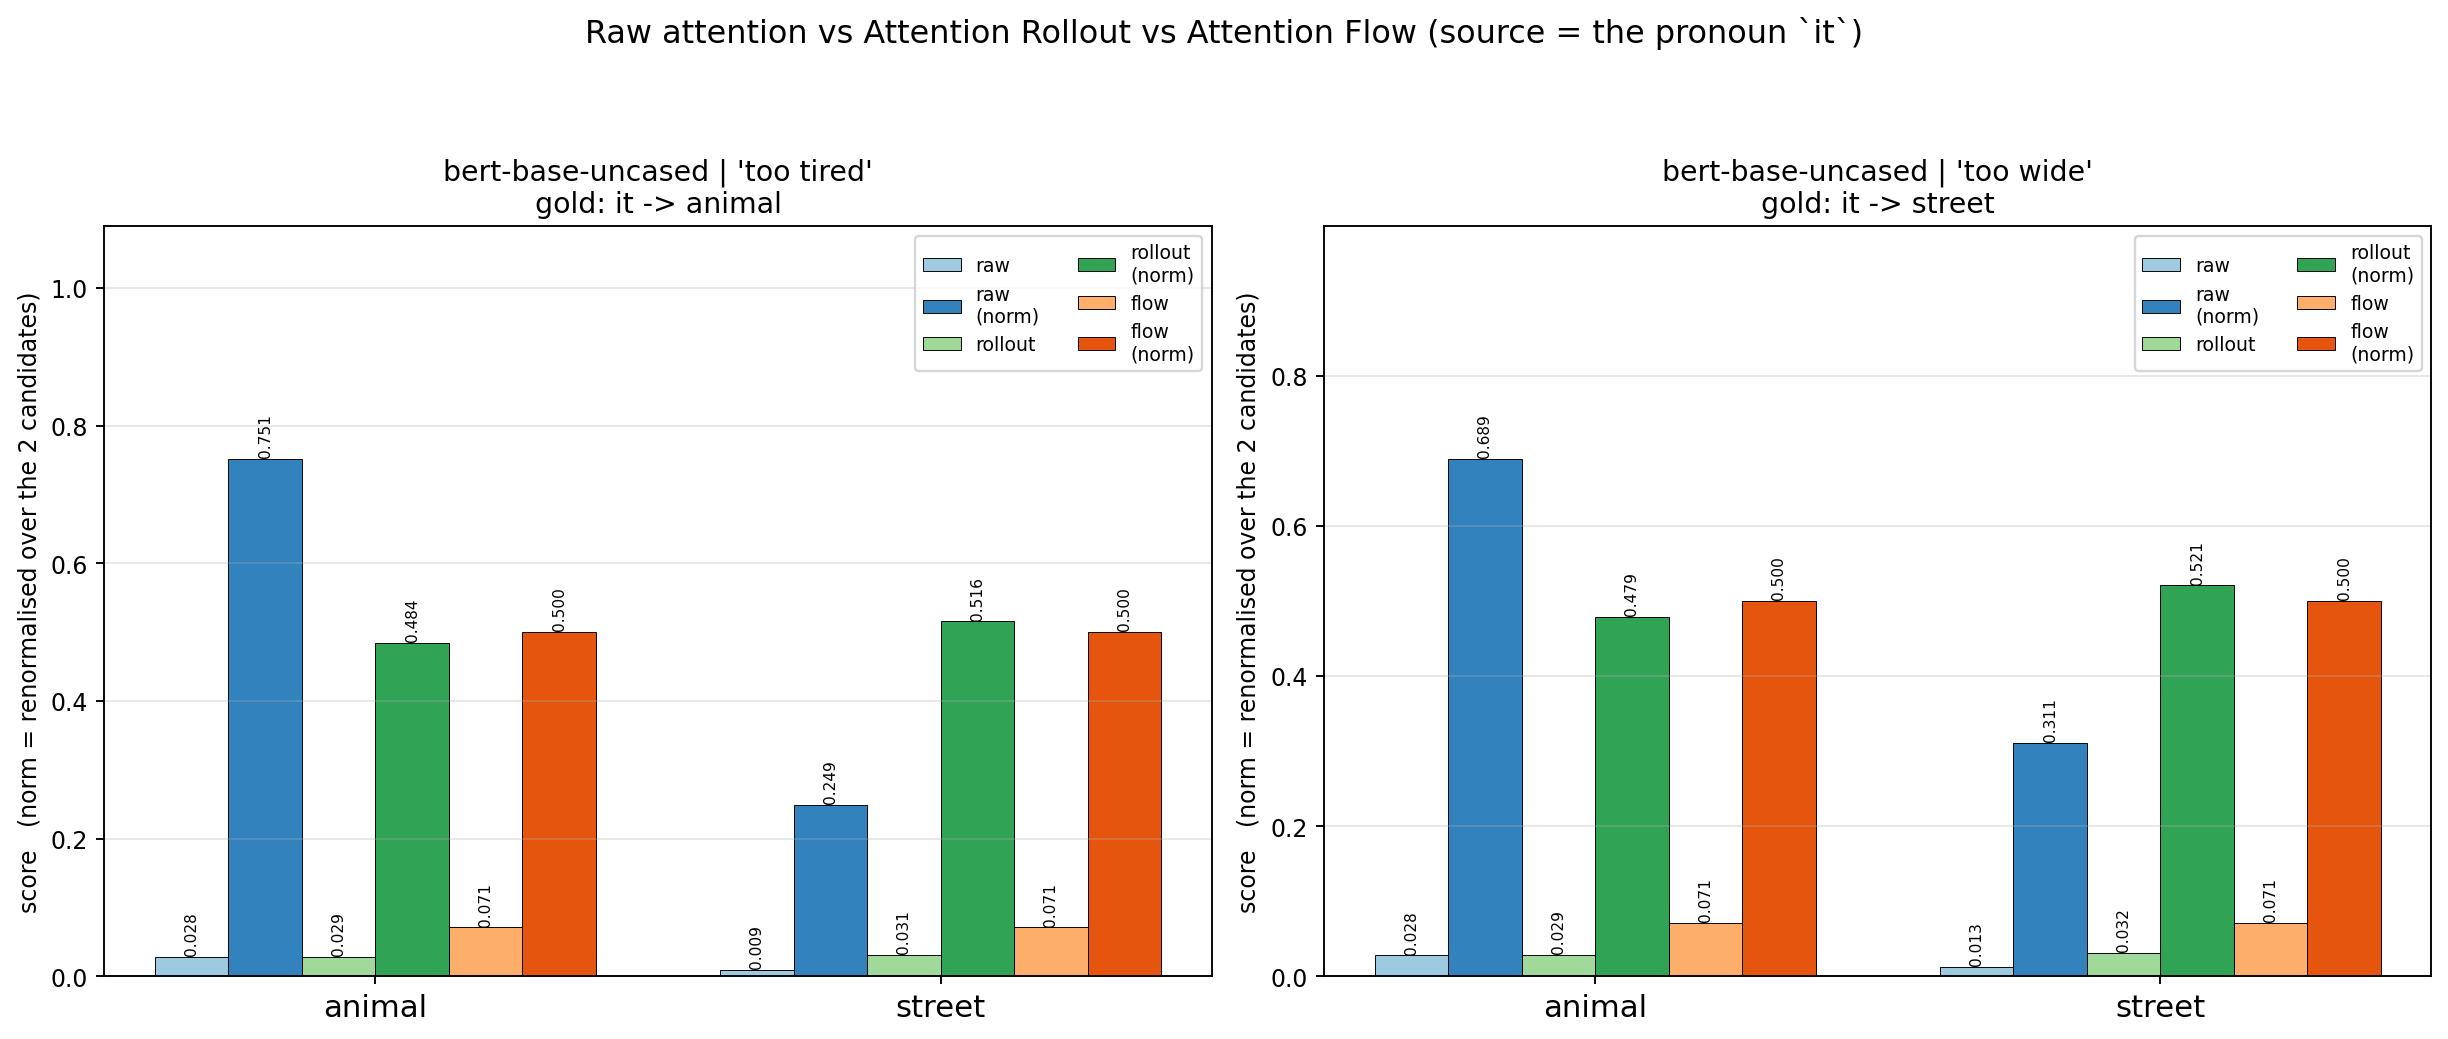 Raw attention vs Attention Rollout vs Attention Flow (source = the pronoun `it`)
bert-base-uncased | 'too tired'
gold: it -> animal
score   (norm = renormalised over the 2 candidates)
1.0
0.8
0.6
0.4
0.2
0.0
raw
raw
(norm)
rollout
rollout
(norm)
flow
flow
(norm)
0.028
0.751
0.029
0.484
0.071
0.500
0.009
0.249
0.031
0.516
0.071
0.500
animal
street
bert-base-uncased | 'too wide'
gold: it -> street
score   (norm = renormalised over the 2 candidates)
0.8
0.6
0.4
0.2
0.0
raw
raw
(norm)
rollout
rollout
(norm)
flow
flow
(norm)
0.028
0.689
0.029
0.479
0.071
0.500
0.013
0.311
0.032
0.521
0.071
0.500
animal
street